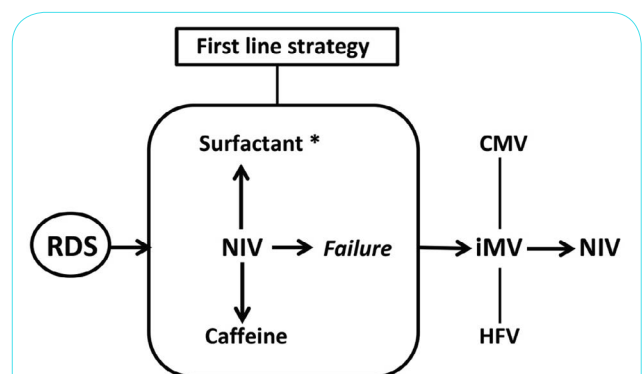 First line strategy
Surfactant *
CMV
RDS
NIV
Failure
iMV
NIV
Caffeine
HFV